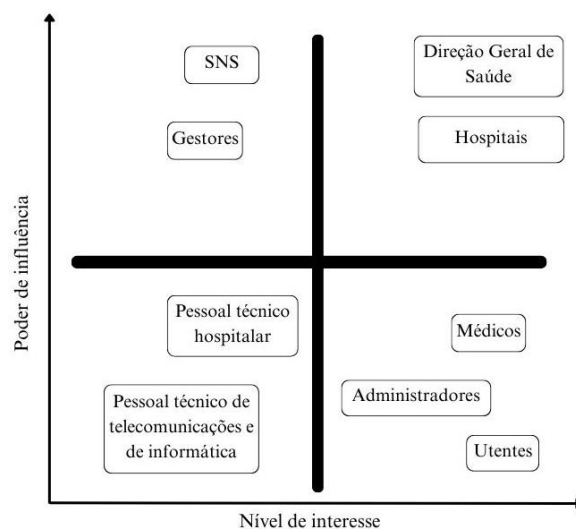 SNS
Gestores
Direção Geral de
Saúde
Hospitais
Poder de influência
Pessoal técnico
hospitalar
Pessoal técnico de
telecomunicações e
de informática
Médicos
Administradores
Utentes
Nível de interesse